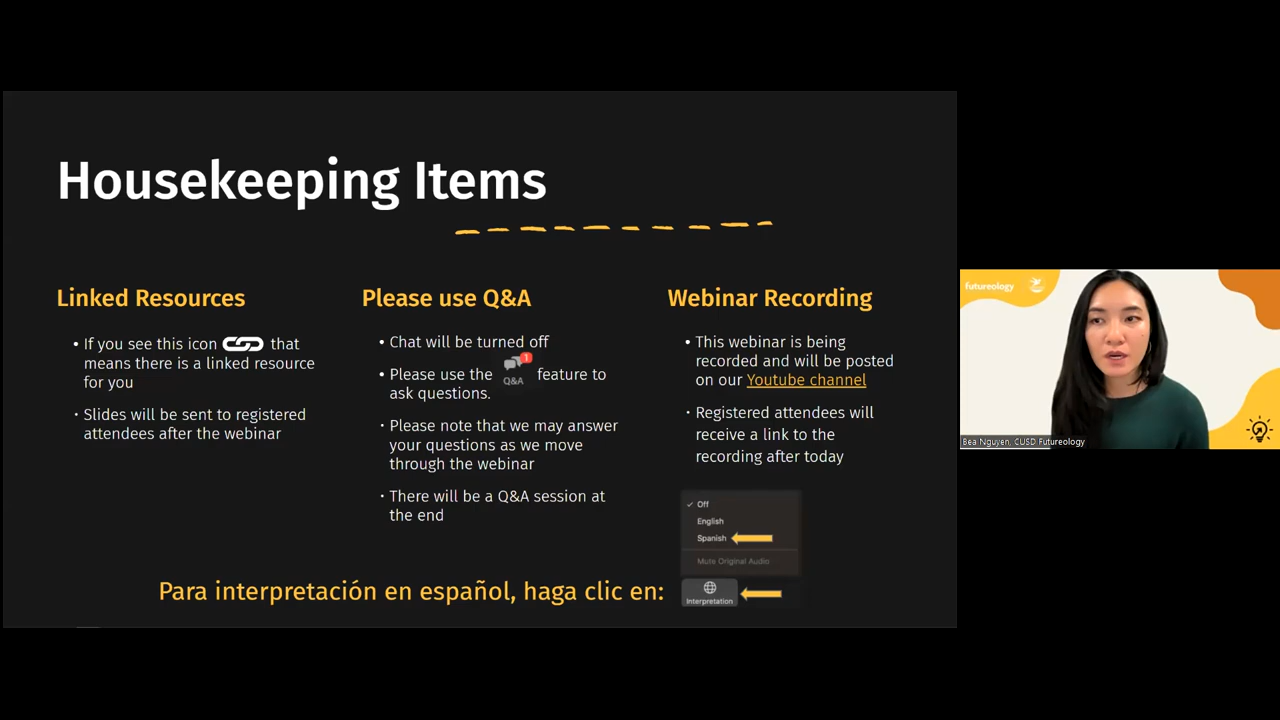 Housekeeping Items
Linked Resources
• If you see this icon that
means there is a linked resource
for you
• Slides will be sent to registered
attendees after the webinar
Please use Q&A
• Chat will be turned off
• Please use the Q&A 1 feature to
ask questions.
• Please note that we may answer
your questions as we move
through the webinar
• There will be a Q&A session at
the end
Webinar Recording
• This webinar is being
recorded and will be posted
on our Youtube channel
• Registered attendees will
receive a link to the
recording after today
✓ Off
English
Spanish
Mute Original Audio
Para interpretación en español, haga clic en:
Interpretation
futureology
Bea Nguyen, CUSD Futureology